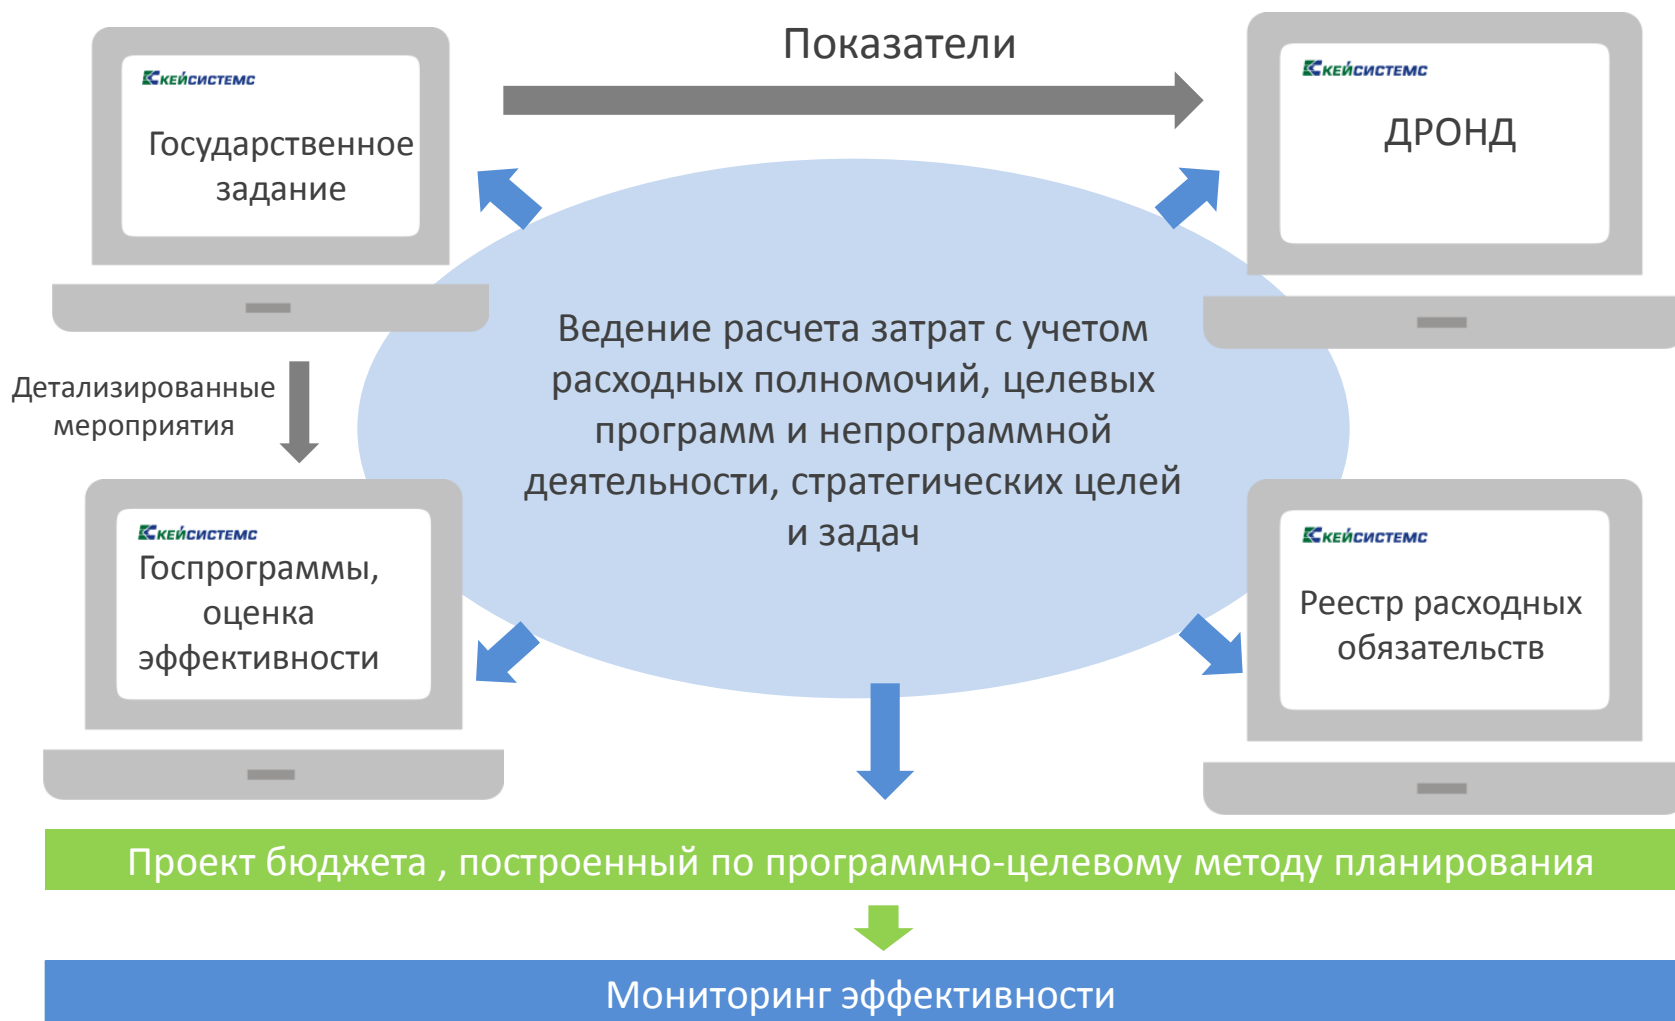 Показатели
КЕЙСИСТЕМС
Государственное
задание
КЕЙСИСТЕМС
ДРОНД
Ведение расчета затрат с учетом
расходных полномочий, целевых
программ и непрограммной
деятельности, стратегических целей
и задач
Детализированные
мероприятия
КЕЙСИСТЕМС
Госпрограммы,
оценка
эффективности
КЕЙСИСТЕМС
Реестр расходных
обязательств
Проект бюджета , построенный по программно-целевому методу планирования
Мониторинг эффективности